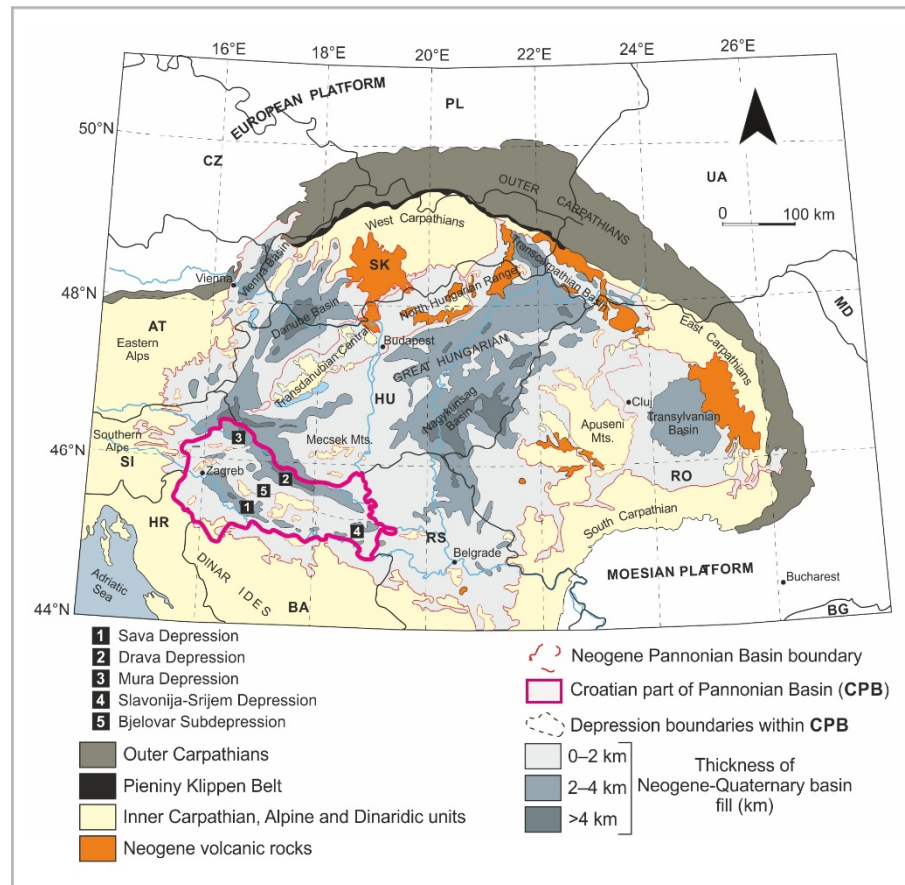 16°E 18°E 20°E 22°E 24°E 26°E
EUROPEAN PLATFORM
PL
50°N
CZ
UA
OUTER CARPATHIANS
0 100 km
West Carpathians
SK
Vienna
Vienna Basin
Transcarpathian Basin
North Hungarian Range
48°N
MD
AT
Eastern Alps
Danube Basin
East Carpathians
Transdanubian Central
Budapest
GREAT HUNGARIAN
HU
Cluj
Nagykunsag Basin
Transylvanian Basin
Apuseni Mts.
Southern Alps
46°N
3
Mecsek Mts.
SI
Zagreb
2
RO
5
1
4
South Carpathian
HR
RS
DINARIDES
Belgrade
MOESIAN PLATFORM
Adriatic Sea
BA
Bucharest
44°N
BG
1 Sava Depression
2 Drava Depression
3 Mura Depression
4 Slavonija-Srijem Depression
5 Bjelovar Subdepression
Outer Carpathians
Pieniny Klippen Belt
Inner Carpathian, Alpine and Dinaridic units
Neogene volcanic rocks
Neogene Pannonian Basin boundary
Croatian part of Pannonian Basin (CPB)
Depression boundaries within CPB
0–2 km
2–4 km
>4 km
Thickness of
Neogene-Quaternary basin
fill (km)